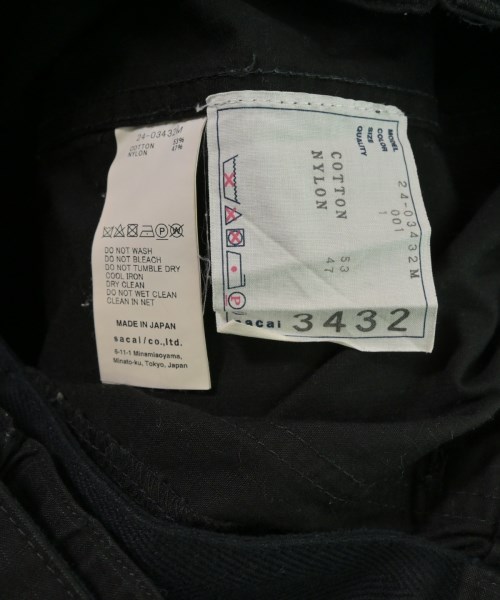 24-03432M
COTTON 53%
NYLON 47%
DO NOT WASH
DO NOT BLEACH
DO NOT TUMBLE DRY
COOL IRON
DRY CLEAN
DO NOT WET CLEAN
CLEAN IN NET
MADE IN JAPAN
sacai/co.,ltd.
6-11-1 Minamiaoyama,
Minato-ku, Tokyo, Japan
MODEL 24-03432M
COLOR 001
SIZE 1
QUALITY
COTTON 53
NYLON 47
sacai 3432